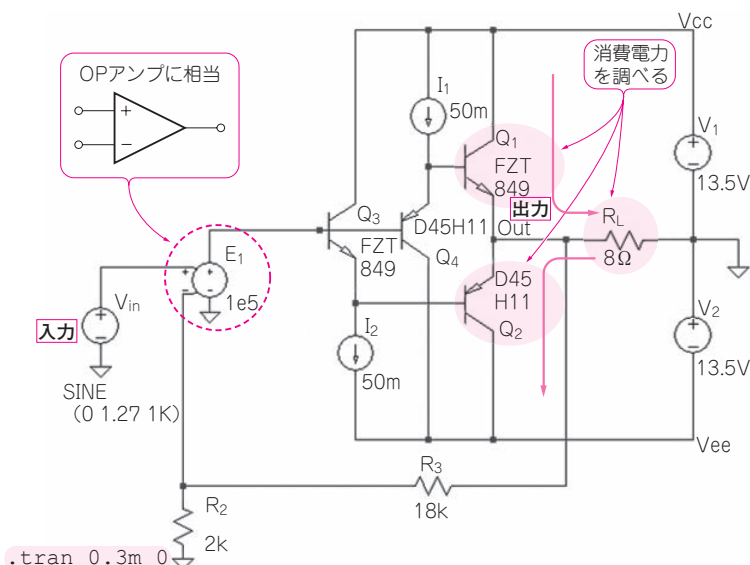 Vcc
OPアンプに相当
+
−
消費電力
を調べる
I1
50m
Q1
FZT
849
V1
13.5V
出力
Out
RL
8Ω
Q3
FZT
849
D45H11
Q4
E1
1e5
Vin
入力
SINE
(0 1.27 1K)
D45
H11
Q2
I2
50m
V2
13.5V
Vee
R3
18k
R2
2k
.tran 0.3m 0